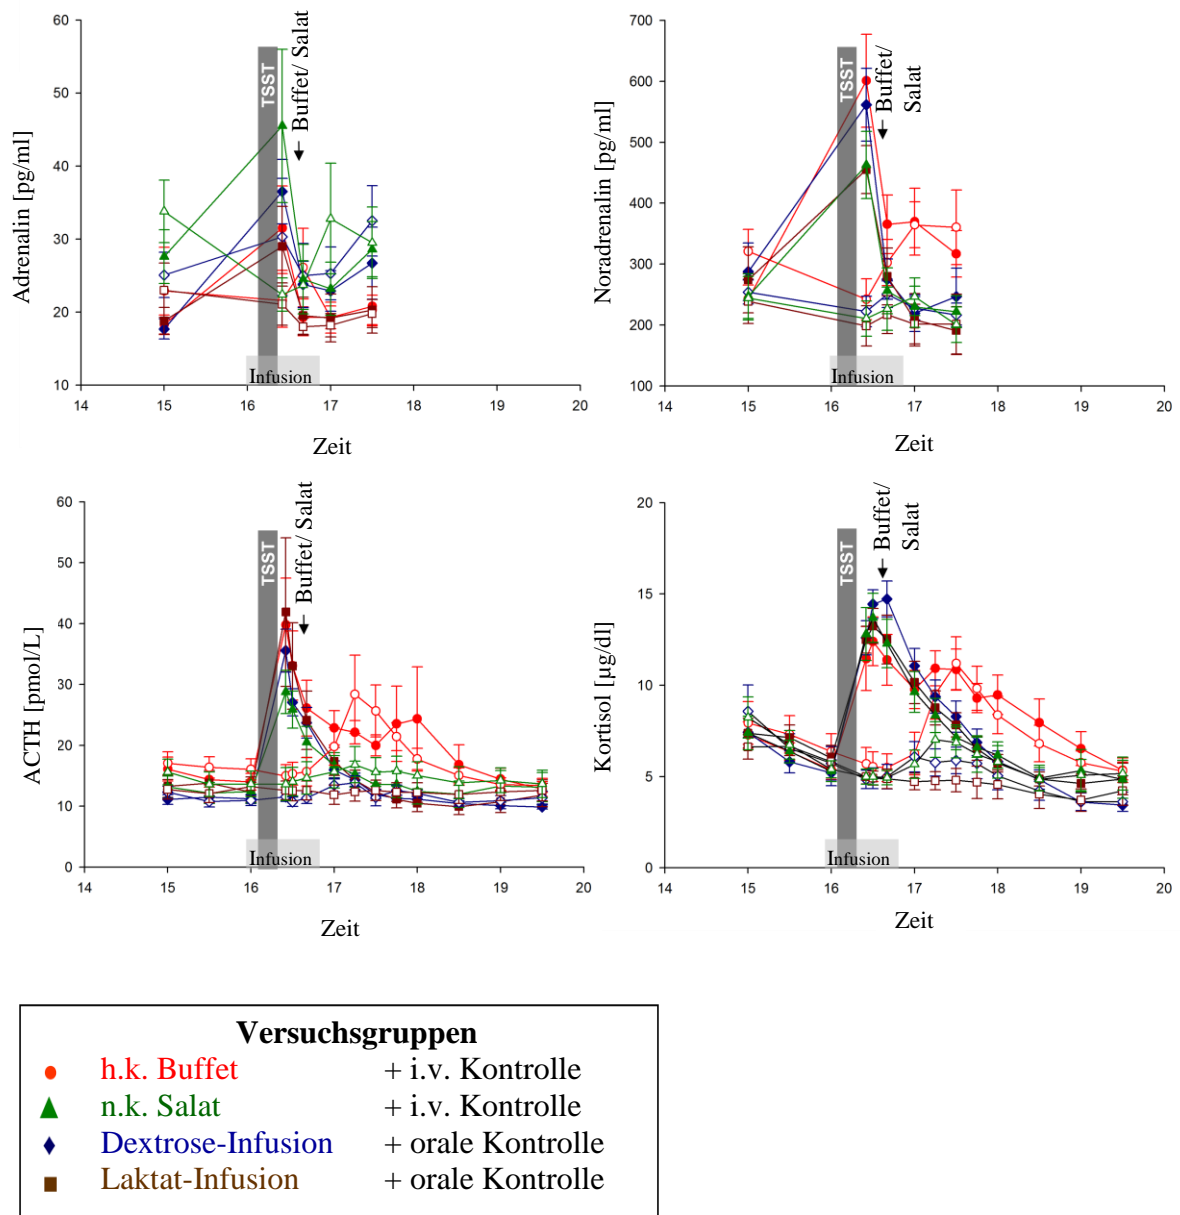 60
50
40
30
20
10
Adrenalin [pg/ml]
TSST
Buffet/ Salat
Infusion
14 15 16 17 18 19 20
Zeit
700
600
500
400
300
200
100
Noradrenalin [pg/ml]
TSST
Buffet/
Salat
Infusion
14 15 16 17 18 19 20
Zeit
60
50
40
30
20
10
0
ACTH [pmol/L]
TSST
Buffet/ Salat
Infusion
14 15 16 17 18 19 20
Zeit
20
15
10
5
0
Kortisol [µg/dl]
TSST
Buffet/
Salat
Infusion
14 15 16 17 18 19 20
Zeit
Versuchsgruppen
h.k. Buffet + i.v. Kontrolle
n.k. Salat + i.v. Kontrolle
Dextrose-Infusion + orale Kontrolle
Laktat-Infusion + orale Kontrolle